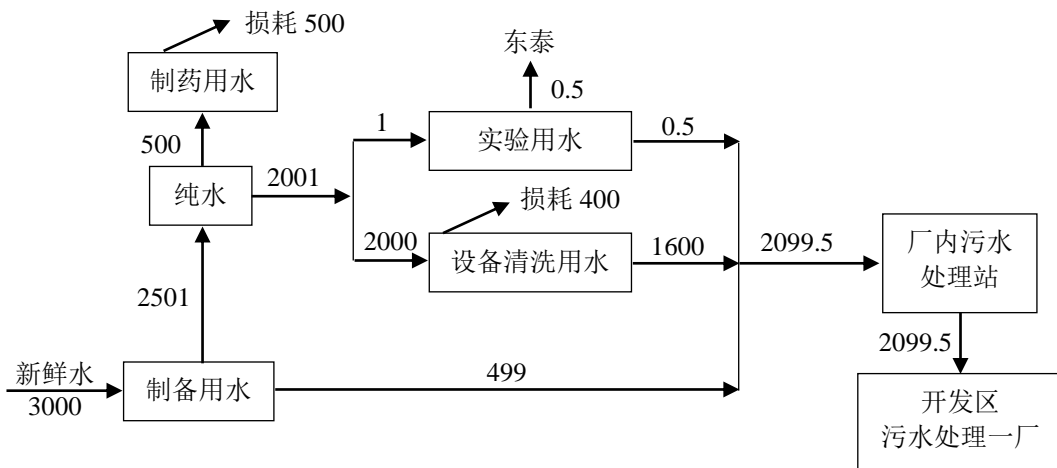 损耗 500
制药用水
东泰
0.5
500
1
实验用水
0.5
纯水
2001
损耗 400
2000
设备清洗用水
1600
2099.5
厂内污水
处理站
2501
2099.5
新鲜水
3000
制备用水
499
开发区
污水处理一厂